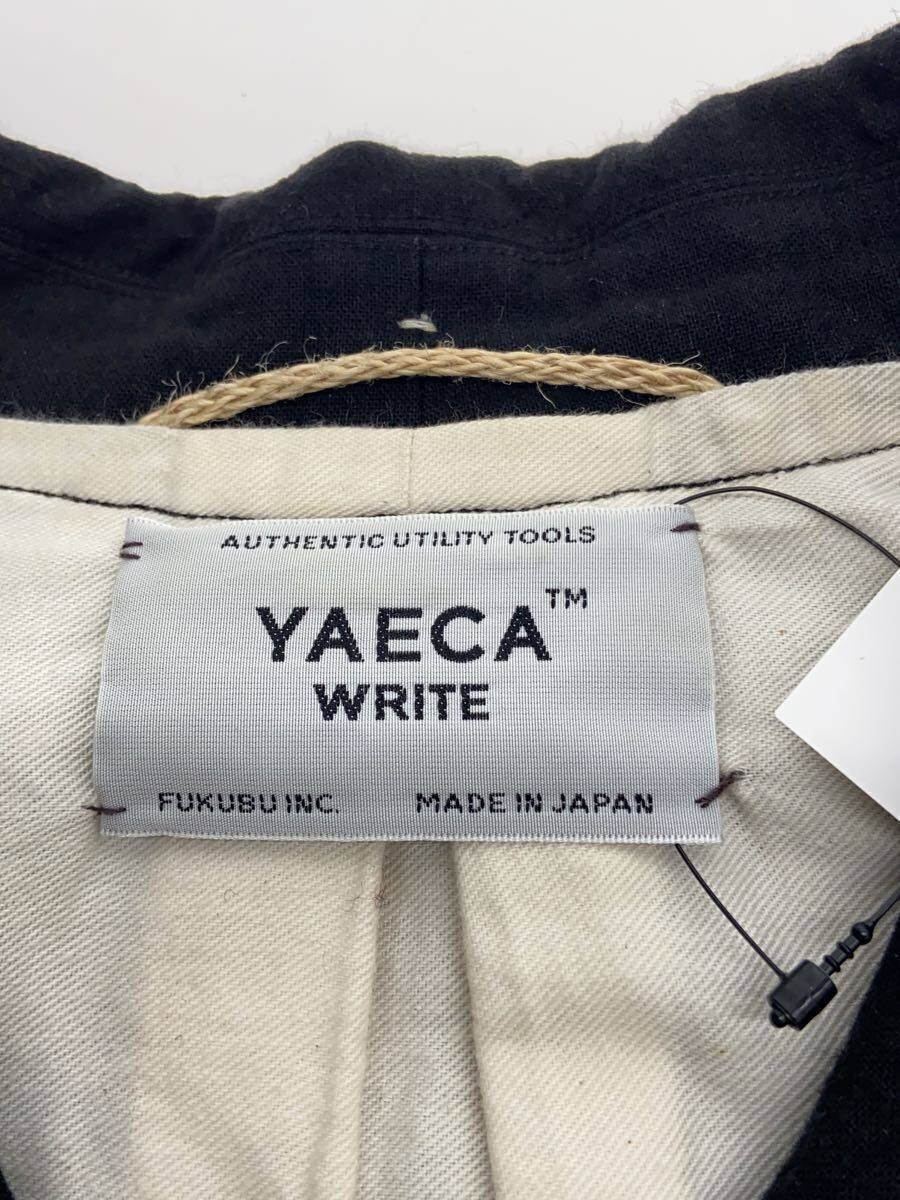 AUTHENTIC UTILITY TOOLS
YAECA™
WRITE
FUKUBU INC. MADE IN JAPAN